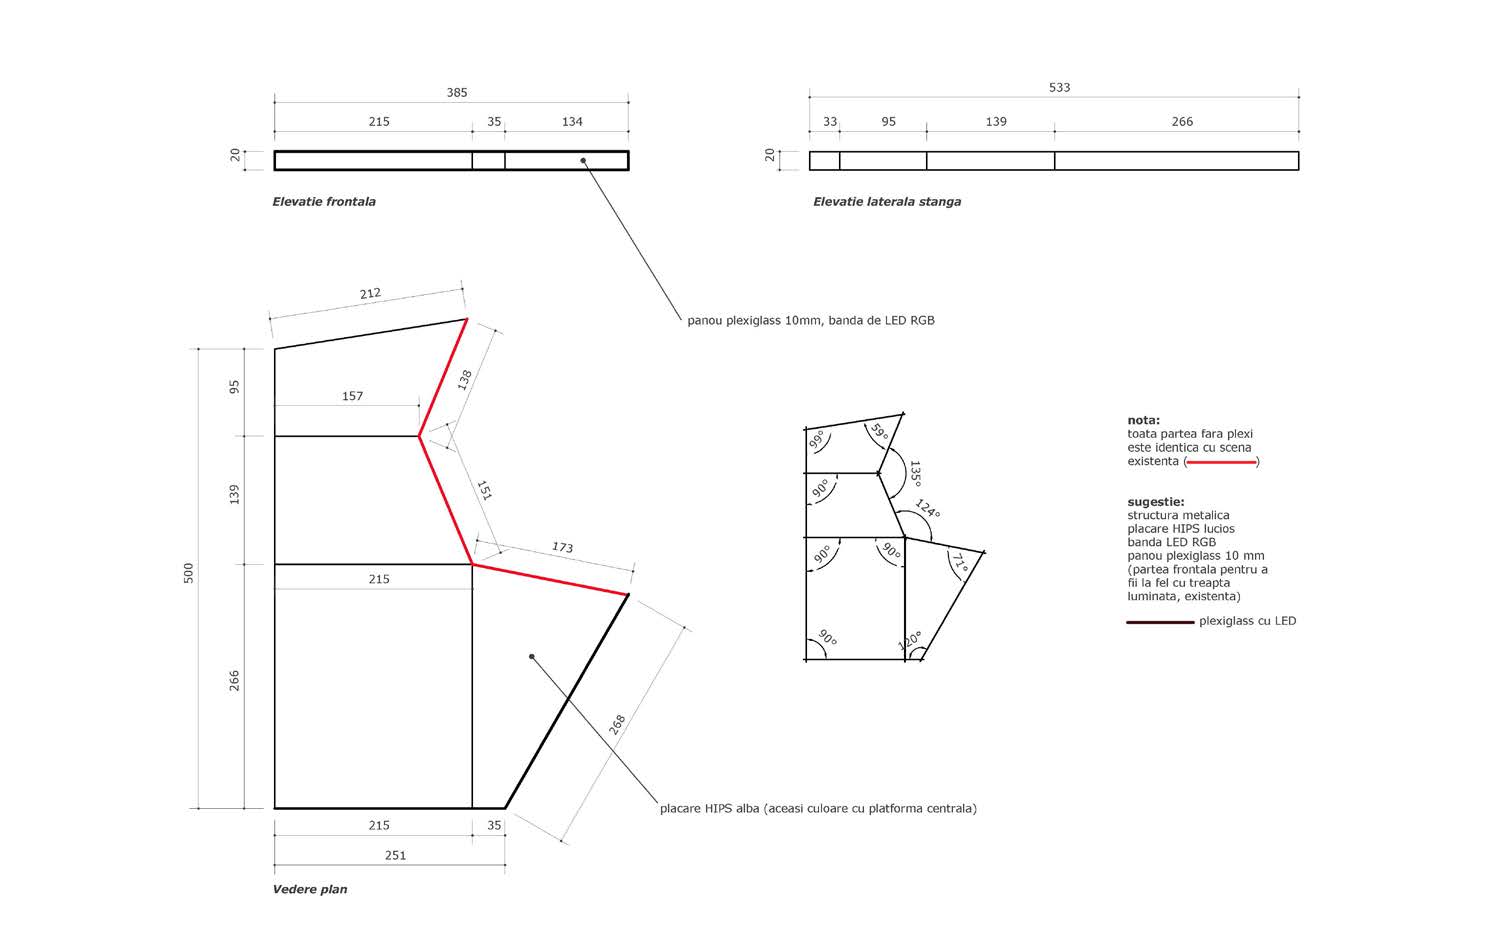 385
533
215
35
134
33
95
139
266
20
20
Elevatie frontala
Elevatie laterala stanga
212
panou plexiglass 10mm, banda de LED RGB
138
95
157
151
139
173
215
500
266
268
placare HIPS alba (aceasi culoare cu platforma centrala)
215
35
251
Vedere plan
99°
59°
135°
90°
124°
90°
90°
71°
90°
120°
nota:
toata partea fara plexi
este identica cu scena
existenta ( )
sugestie:
structura metalica
placare HIPS lucios
banda LED RGB
panou plexiglass 10 mm
(partea frontala pentru a
fii la fel cu treapta
luminata, existenta)
plexiglass cu LED